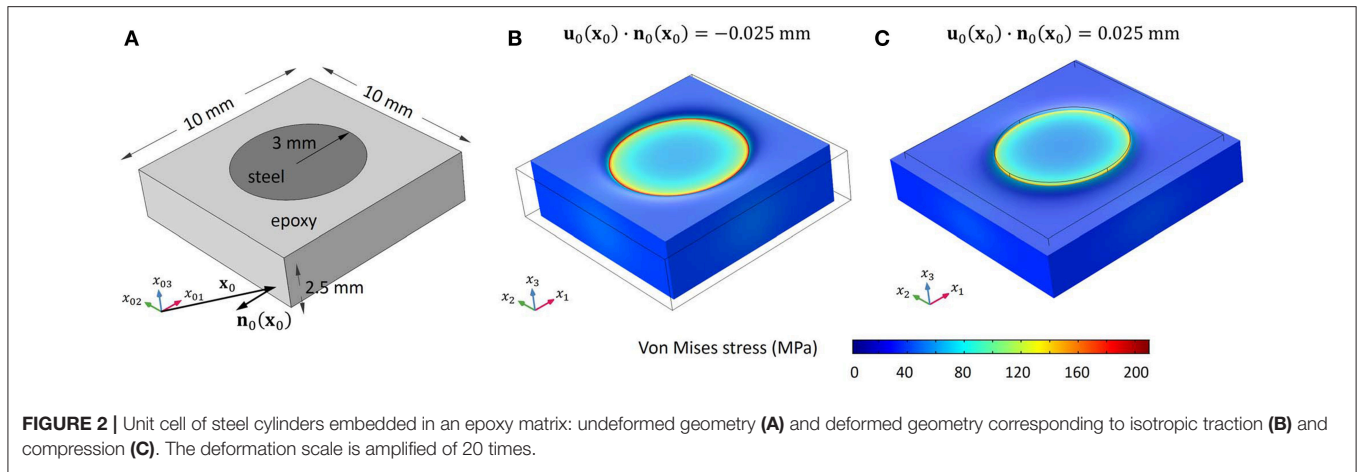 A
10 mm
10 mm
3 mm
steel
epoxy
2.5 mm
x₀
n₀(x₀)
x₀₃
x₀₂
x₀₁
B
u₀(x₀) · n₀(x₀) = −0.025 mm
x₃
x₂
x₁
C
u₀(x₀) · n₀(x₀) = 0.025 mm
x₃
x₂
x₁
Von Mises stress (MPa)
0 40 80 120 160 200
FIGURE 2 | Unit cell of steel cylinders embedded in an epoxy matrix: undeformed geometry (A) and deformed geometry corresponding to isotropic traction (B) and
compression (C). The deformation scale is amplified of 20 times.